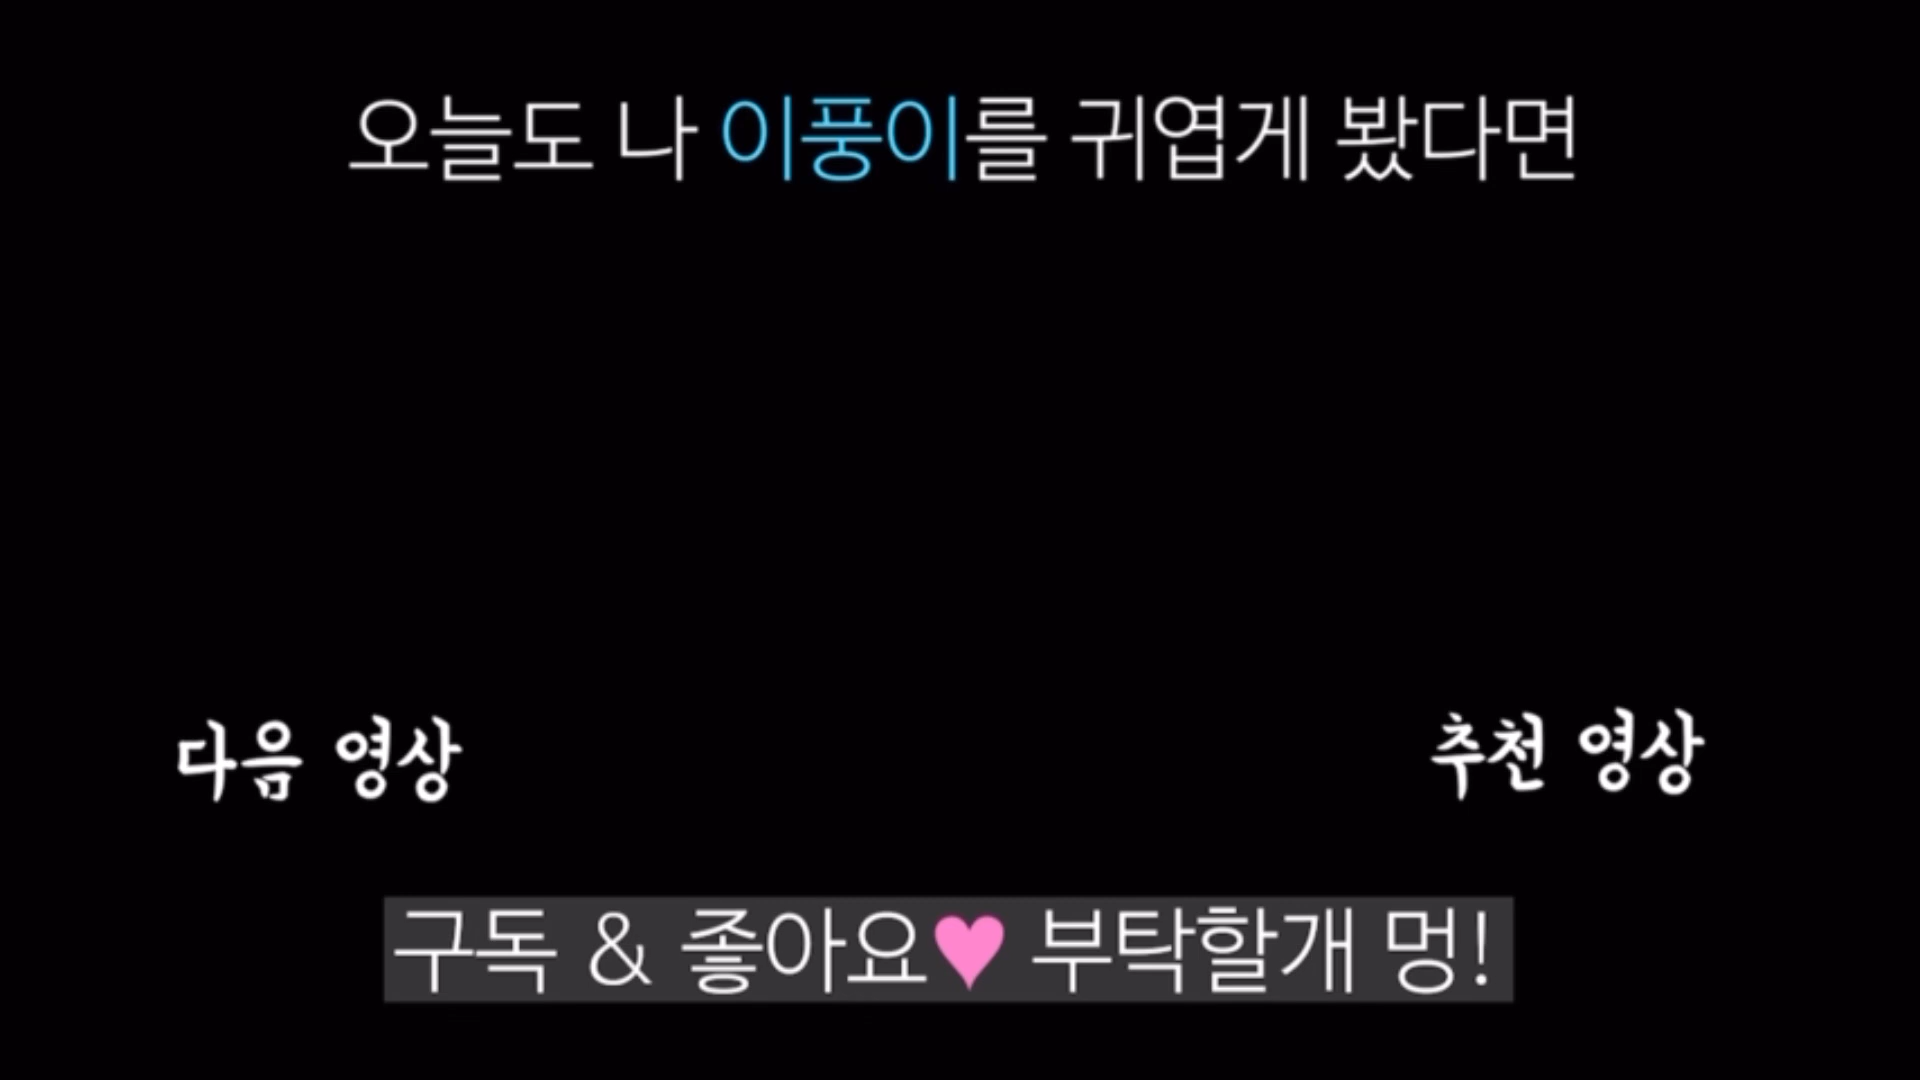 오늘도 나 이풍이를 귀엽게 봤다면
다음 영상
추천 영상
구독 & 좋아요♥ 부탁할개 멍!